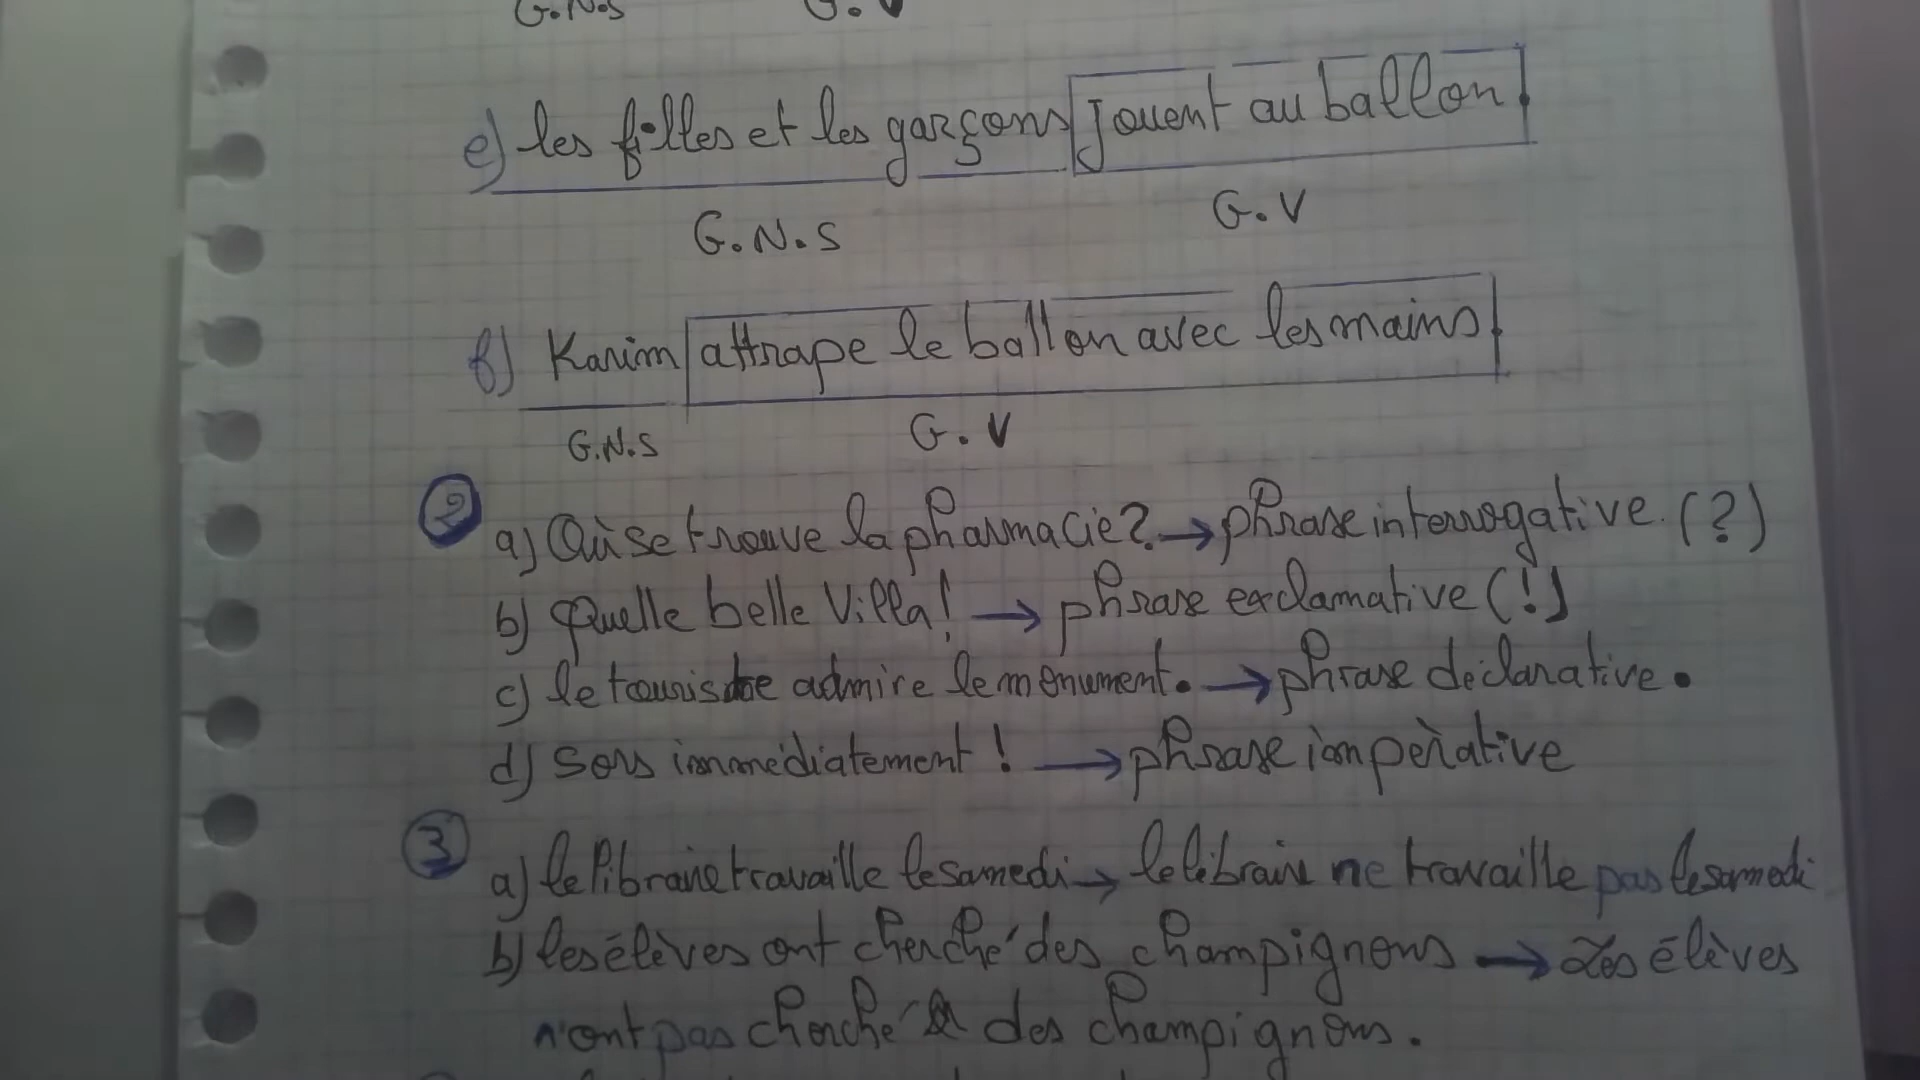 G.N.S G.V
e) les filles et les garçons jouent au ballon.
G.N.S G.V
f) Karim attrape le ballon avec les mains.
G.N.S G.V
2
a) Où se trouve la pharmacie? → phrase interrogative. (?)
b) Quelle belle Villa! → phrase exclamative (!)
c) le touriste admire le monument. → phrase déclarative.
d) Sors immédiatement! → phrase impèrative
3
a) le libraire travaille le samedi → le libraire ne travaille pas le samedi
b) les élèves ont cherché des champignons → Les élèves
n'ont pas cherché des champignons.